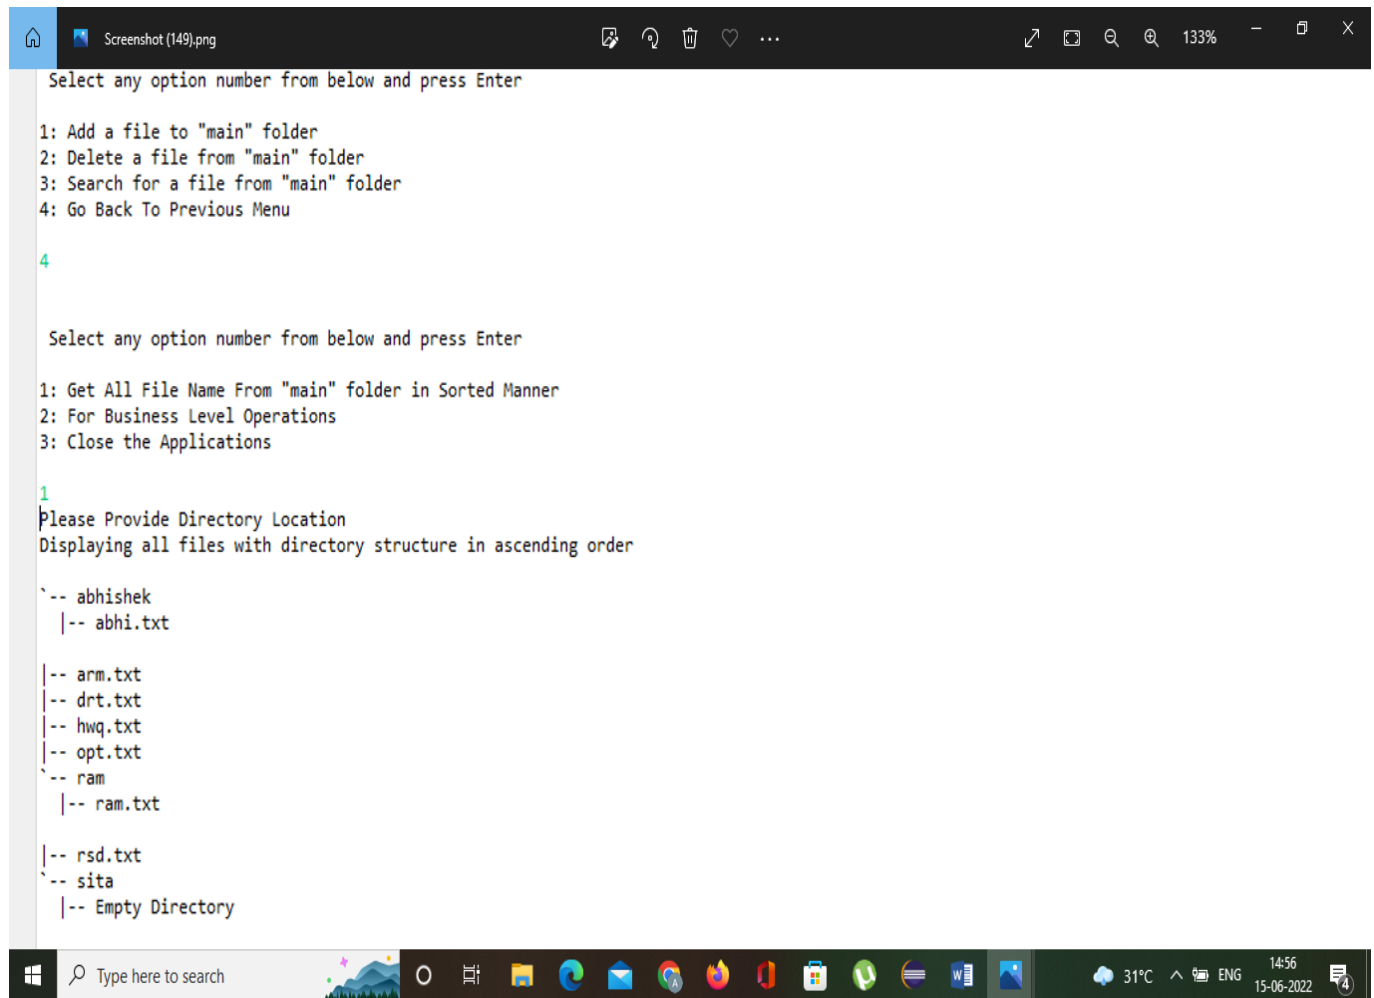 Screenshot (149).png
133%
Select any option number from below and press Enter
1: Add a file to "main" folder
2: Delete a file from "main" folder
3: Search for a file from "main" folder
4: Go Back To Previous Menu
4
Select any option number from below and press Enter
1: Get All File Name From "main" folder in Sorted Manner
2: For Business Level Operations
3: Close the Applications
1
Please Provide Directory Location
Displaying all files with directory structure in ascending order
`-- abhishek
|-- abhi.txt
|-- arm.txt
|-- drt.txt
|-- hwq.txt
|-- opt.txt
`-- ram
|-- ram.txt
|-- rsd.txt
`-- sita
|-- Empty Directory
Type here to search
31°C
ENG
14:56
15-06-2022
4